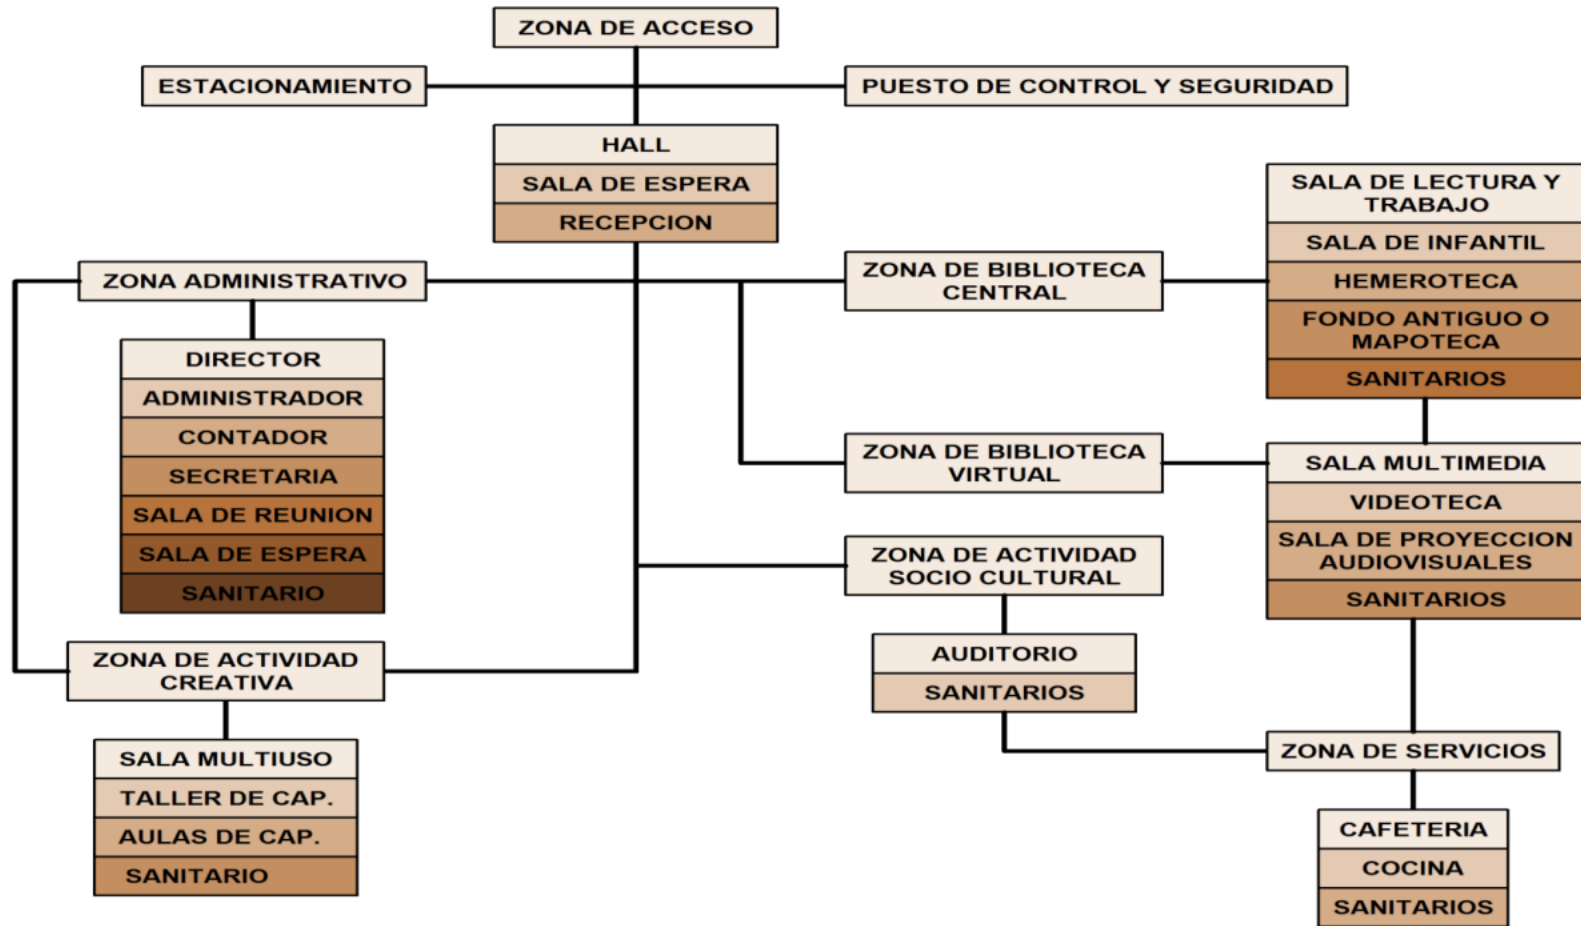 ZONA DE ACCESO
ESTACIONAMIENTO
PUESTO DE CONTROL Y SEGURIDAD
HALL
SALA DE ESPERA
RECEPCION
ZONA ADMINISTRATIVO
DIRECTOR
ADMINISTRADOR
CONTADOR
SECRETARIA
SALA DE REUNION
SALA DE ESPERA
SANITARIO
ZONA DE ACTIVIDAD
CREATIVA
SALA MULTIUSO
TALLER DE CAP.
AULAS DE CAP.
SANITARIO
ZONA DE BIBLIOTECA
CENTRAL
ZONA DE BIBLIOTECA
VIRTUAL
ZONA DE ACTIVIDAD
SOCIO CULTURAL
AUDITORIO
SANITARIOS
SALA DE LECTURA Y
TRABAJO
SALA DE INFANTIL
HEMEROTECA
FONDO ANTIGUO O
MAPOTECA
SANITARIOS
SALA MULTIMEDIA
VIDEOTECA
SALA DE PROYECCION
AUDIOVISUALES
SANITARIOS
ZONA DE SERVICIOS
CAFETERIA
COCINA
SANITARIOS